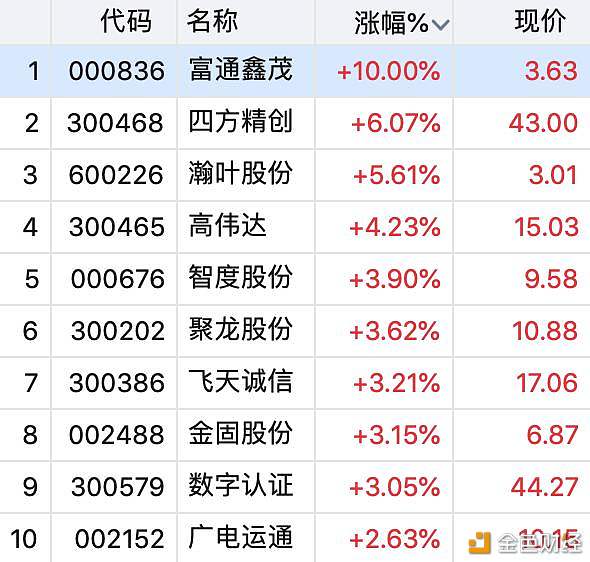 代码 名称 涨幅% 现价
1 000836 富通鑫茂 +10.00% 3.63
2 300468 四方精创 +6.07% 43.00
3 600226 瀚叶股份 +5.61% 3.01
4 300465 高伟达 +4.23% 15.03
5 000676 智度股份 +3.90% 9.58
6 300202 聚龙股份 +3.62% 10.88
7 300386 飞天诚信 +3.21% 17.06
8 002488 金固股份 +3.15% 6.87
9 300579 数字认证 +3.05% 44.27
10 002152 广电运通 +2.63%
金色财经